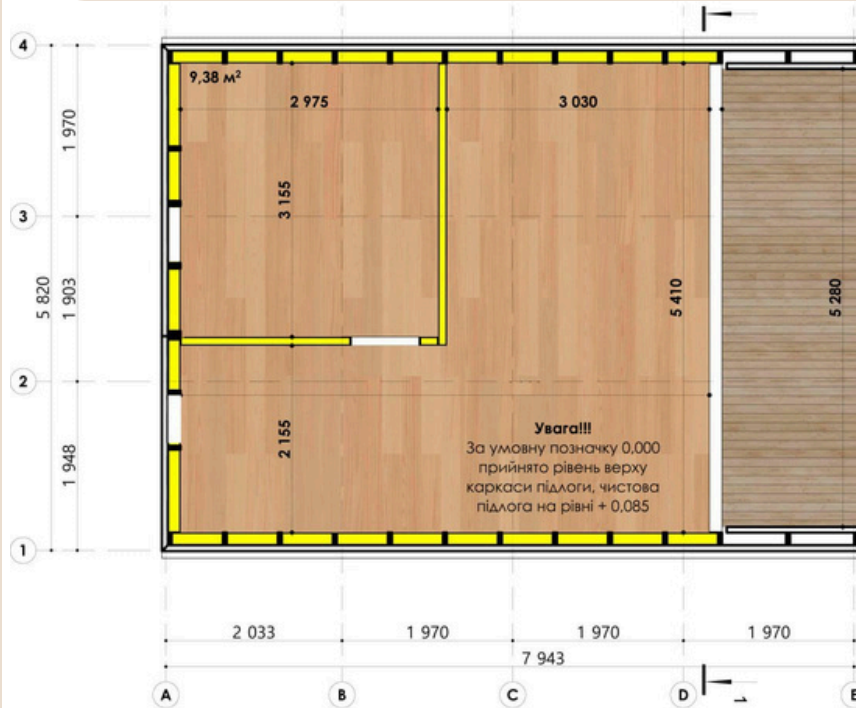 4
9,38 м²
2 975
3 030
1 970
3 155
3
5 820
1 903
5 410
5 280
2
2 155
1 948
Увага!!!
За умовну позначку 0,000
прийнято рівень верху
каркаси підлоги, чистова
підлога на рівні + 0,085
1
2 033
1 970
1 970
1 970
7 943
A
B
C
D
E
1